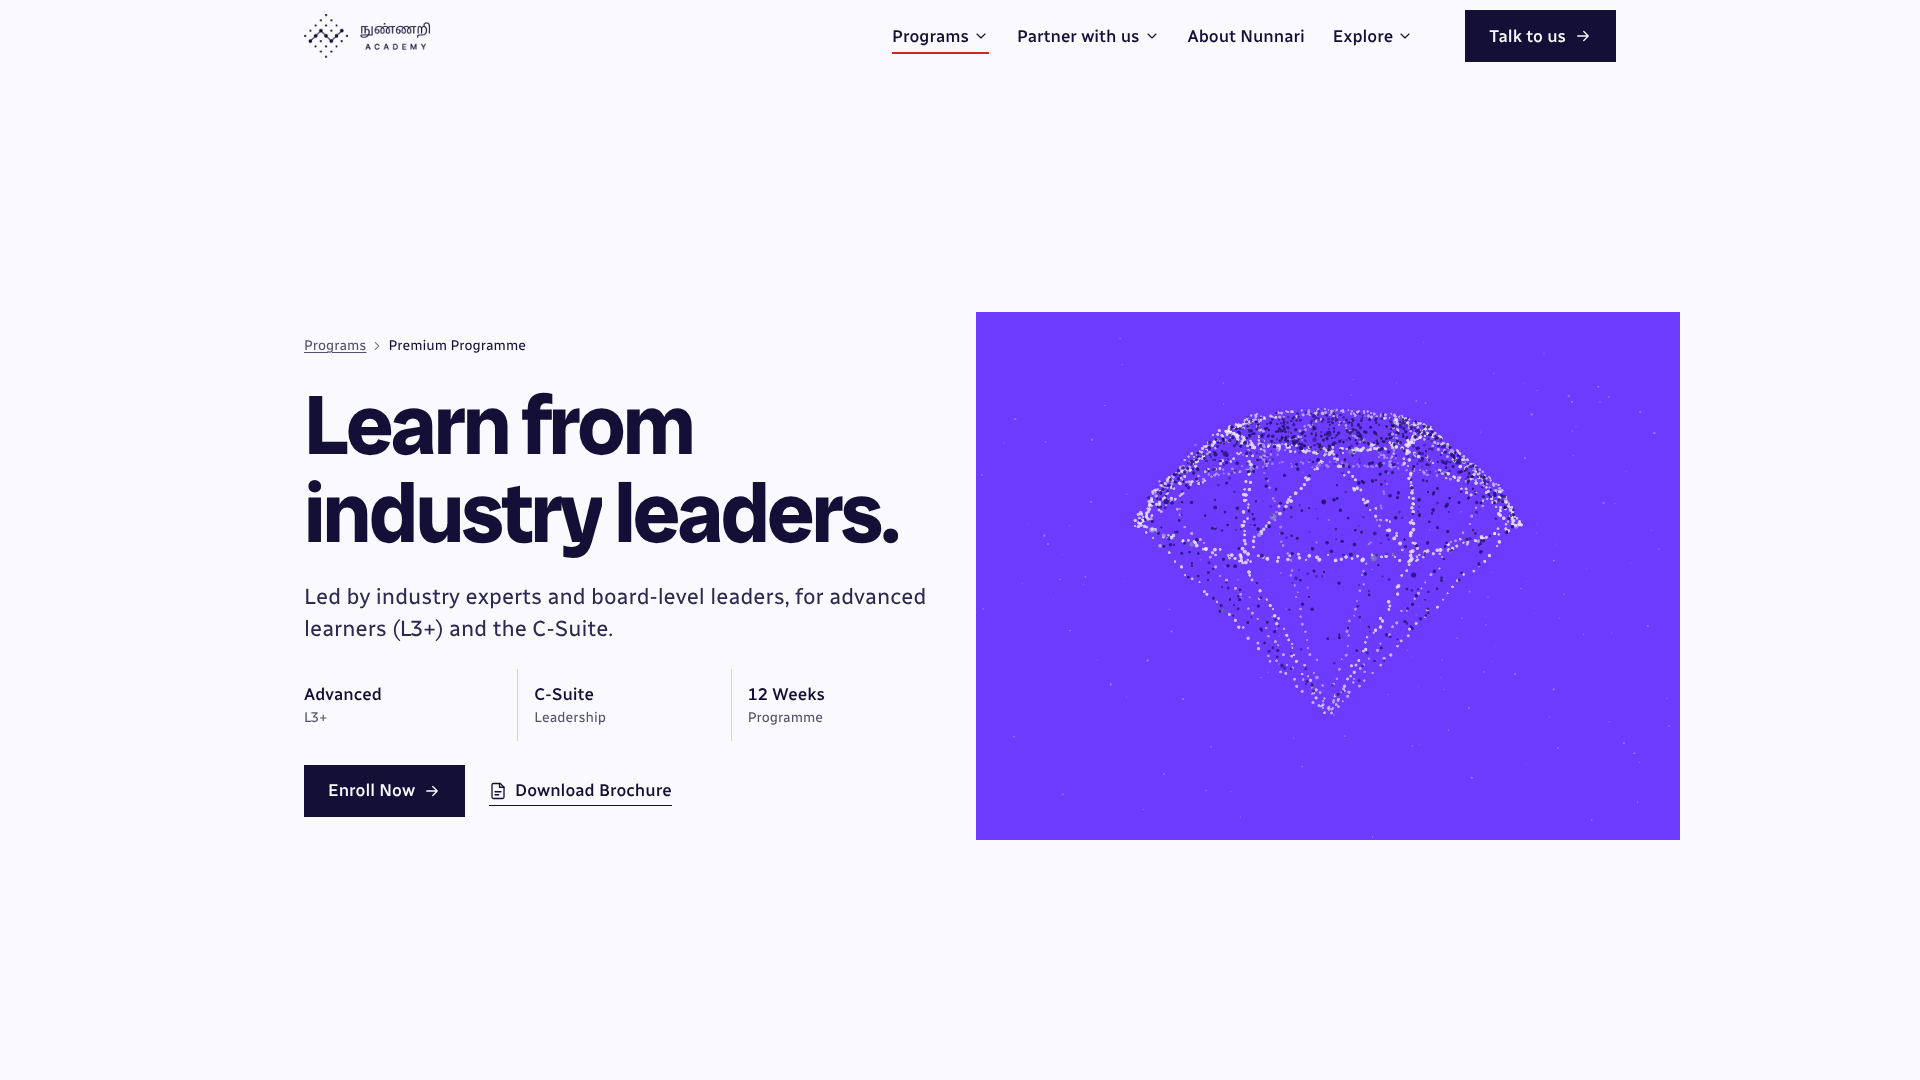 நுண்ணறி
ACADEMY
Programs
Partner with us
About Nunnari
Explore
Talk to us
Programs > Premium Programme
Learn from
industry leaders.
Led by industry experts and board-level leaders, for advanced
learners (L3+) and the C-Suite.
Advanced
L3+
C-Suite
Leadership
12 Weeks
Programme
Enroll Now
Download Brochure